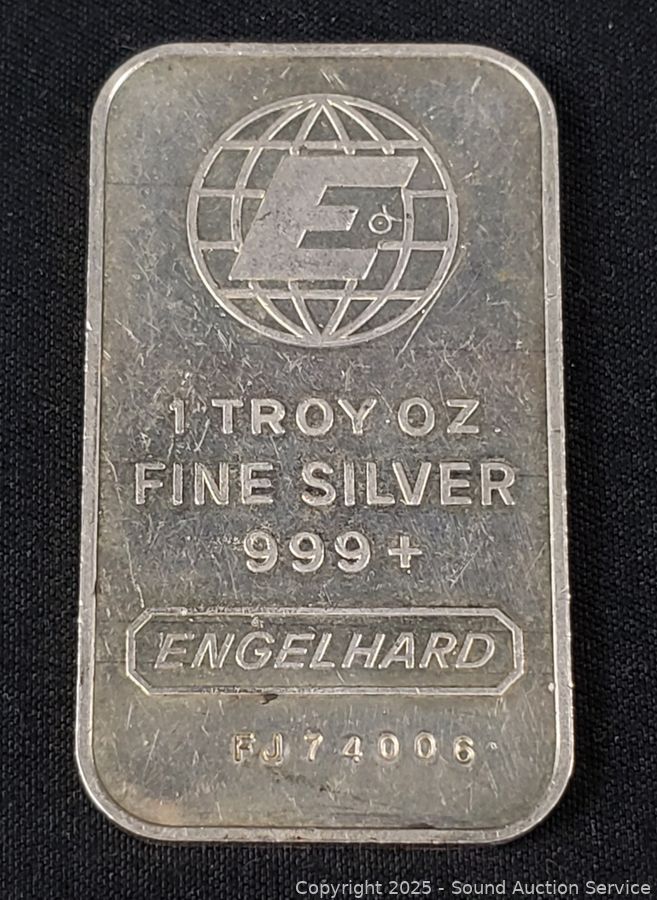 E
1 TROY OZ
FINE SILVER
999+
ENGELHARD
FJ74006
Copyright 2025 - Sound Auction Service